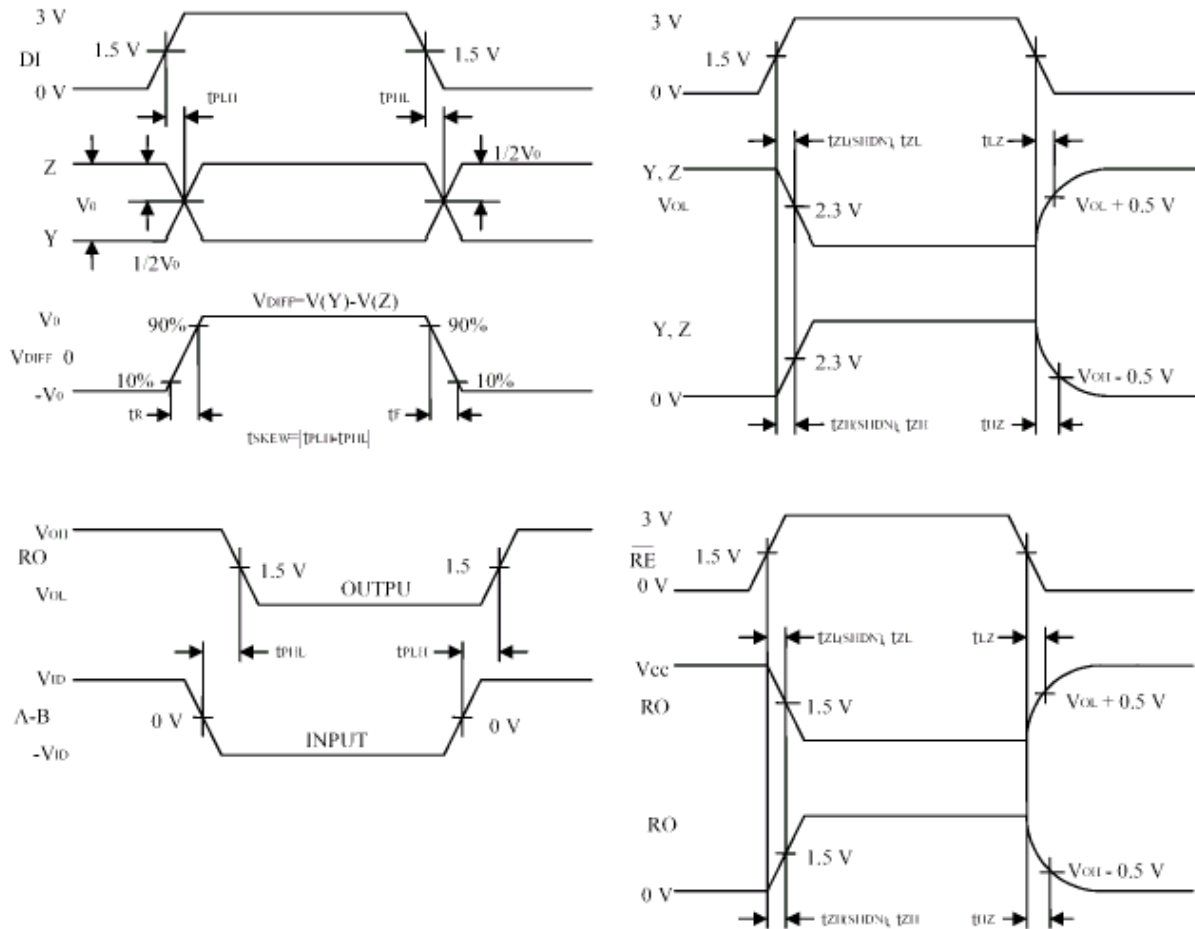 3 V
1.5 V
1.5 V
DI
0 V
tPLH
tPHL
Z
1/2V0
V0
Y
1/2V0
VDIFF=V(Y)-V(Z)
V0
90%
90%
VDIFF 0
10%
10%
-V0
tR
tF
tSKEW=|tPLH-tPHL|
3 V
1.5 V
0 V
tZL(SHDN), tZL
tLZ
Y, Z
VOL
2.3 V
VOL + 0.5 V
Y, Z
2.3 V
VOH - 0.5 V
0 V
tZH(SHDN), tZH
tHZ
VOH
RO
1.5 V
1.5
VOL
OUTPU
tPHL
tPLH
VID
A-B
0 V
0 V
INPUT
-VID
3 V
RE
1.5 V
0 V
tZL(SHDN), tZL
tLZ
Vcc
RO
1.5 V
VOL + 0.5 V
RO
1.5 V
VOH - 0.5 V
0 V
tZH(SHDN), tZH
tHZ